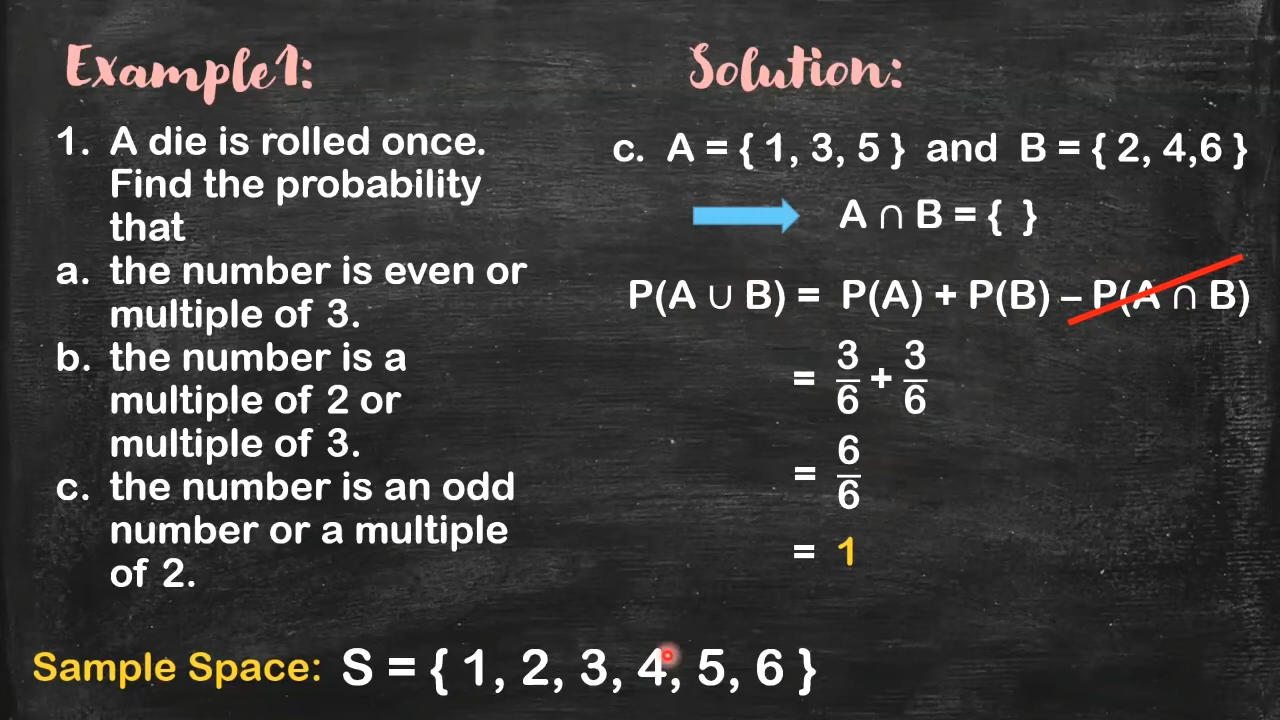 Example1:
1. A die is rolled once.
Find the probability
that
a. the number is even or
multiple of 3.
b. the number is a
multiple of 2 or
multiple of 3.
c. the number is an odd
number or a multiple
of 2.
Solution:
c. A = { 1, 3, 5 } and B = { 2, 4,6 }
A ∩ B = { }
P(A ∪ B) = P(A) + P(B) – P(A ∩ B)
= 3/6 + 3/6
= 6/6
= 1
Sample Space: S = { 1, 2, 3, 4, 5, 6 }